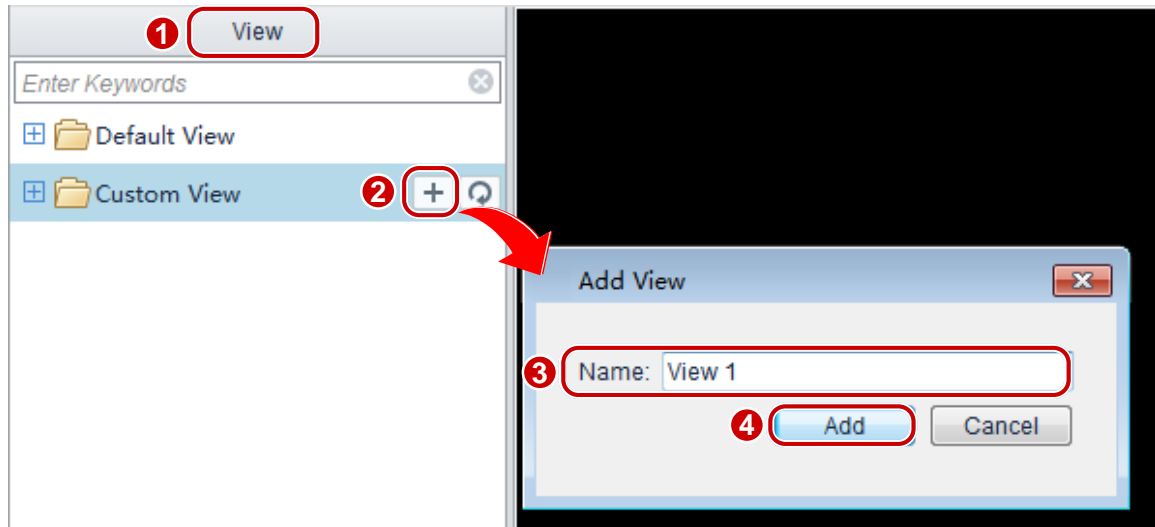 1 View
Enter Keywords
Default View
Custom View 2
Add View
3 Name: View 1
4 Add Cancel